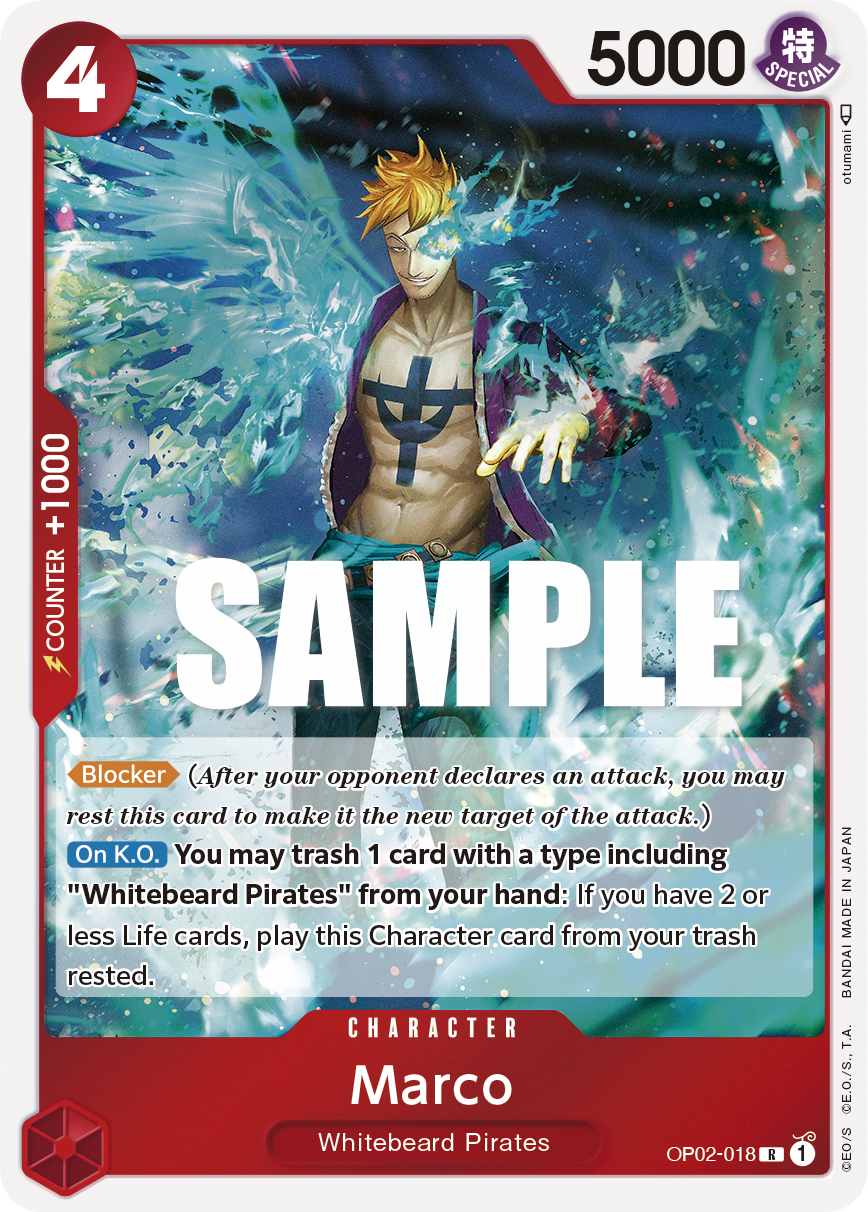 4
5000
特
SPECIAL
otumami
COUNTER +1000
SAMPLE
Blocker (After your opponent declares an attack, you may
rest this card to make it the new target of the attack.)
On K.O. You may trash 1 card with a type including
"Whitebeard Pirates" from your hand: If you have 2 or
less Life cards, play this Character card from your trash
rested.
CHARACTER
Marco
Whitebeard Pirates
OP02-018 R 1
©EO/S ©E.O./S., T.A. BANDAI MADE IN JAPAN